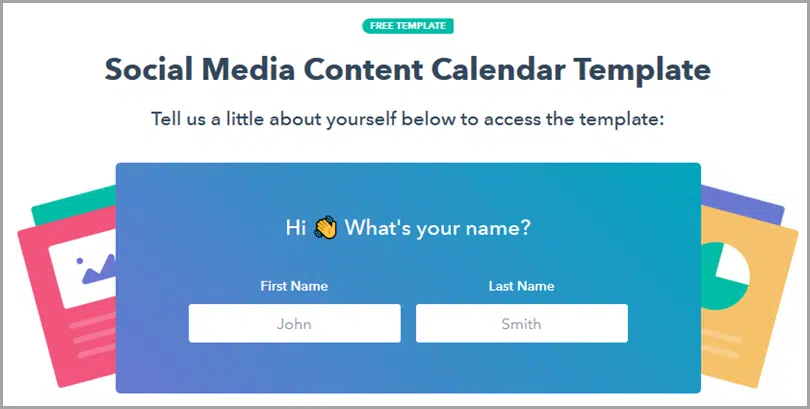 FREE TEMPLATE
Social Media Content Calendar Template
Tell us a little about yourself below to access the template:
Hi 👋 What's your name?
First Name Last Name
John Smith